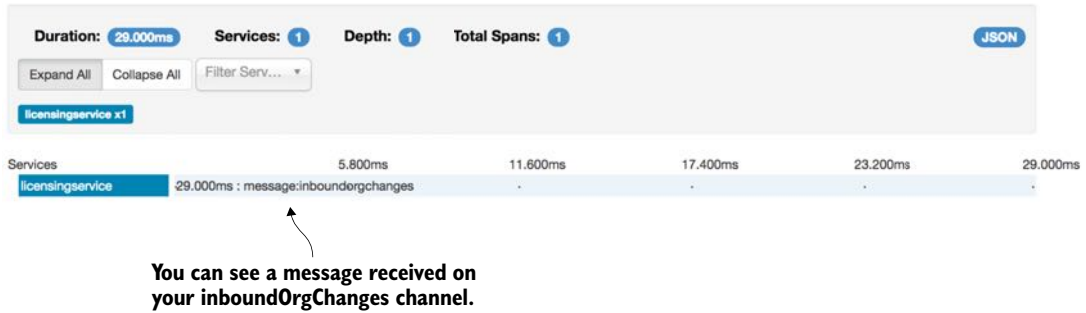 Duration: 29.000ms Services: 1 Depth: 1 Total Spans: 1 JSON
Expand All Collapse All Filter Serv... ▼
licensingservice x1
Services 5.800ms 11.600ms 17.400ms 23.200ms 29.000ms
licensingservice 29.000ms : message:inboundorgchanges
You can see a message received on
your inboundOrgChanges channel.